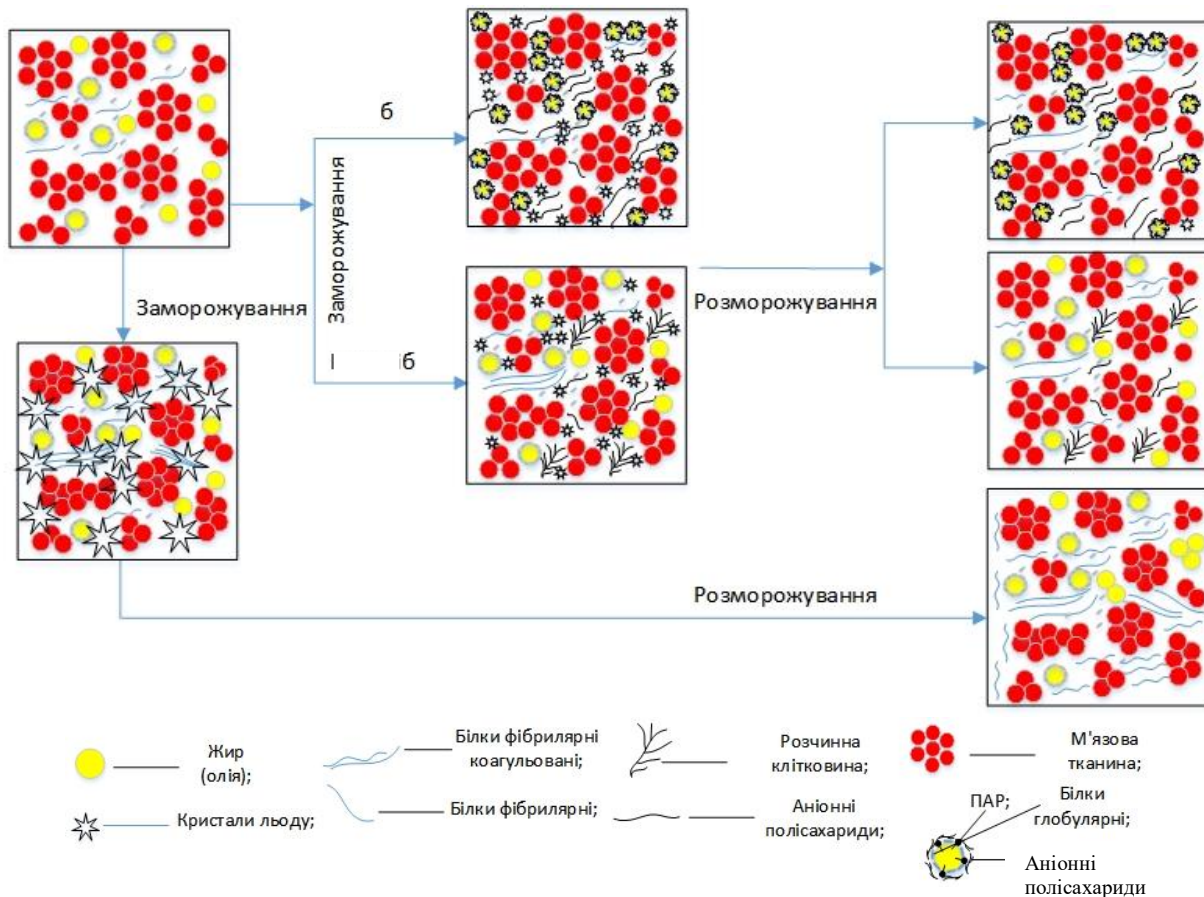 б
Заморожування
Заморожування
Розморожування
І іб
Розморожування
Жир
(олія);
Білки фібрилярні
коагульовані;
Розчинна
клітковина;
М'язова
тканина;
Кристали льоду;
Білки фібрилярні;
Аніонні
полісахариди;
ПАР;
Білки
глобулярні;
Аніонні
полісахариди